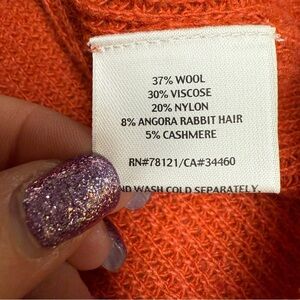 37% WOOL
30% VISCOSE
20% NYLON
8% ANGORA RABBIT HAIR
5% CASHMERE
RN#78121/CA#34460
ND WASH COLD SEPARATELY.